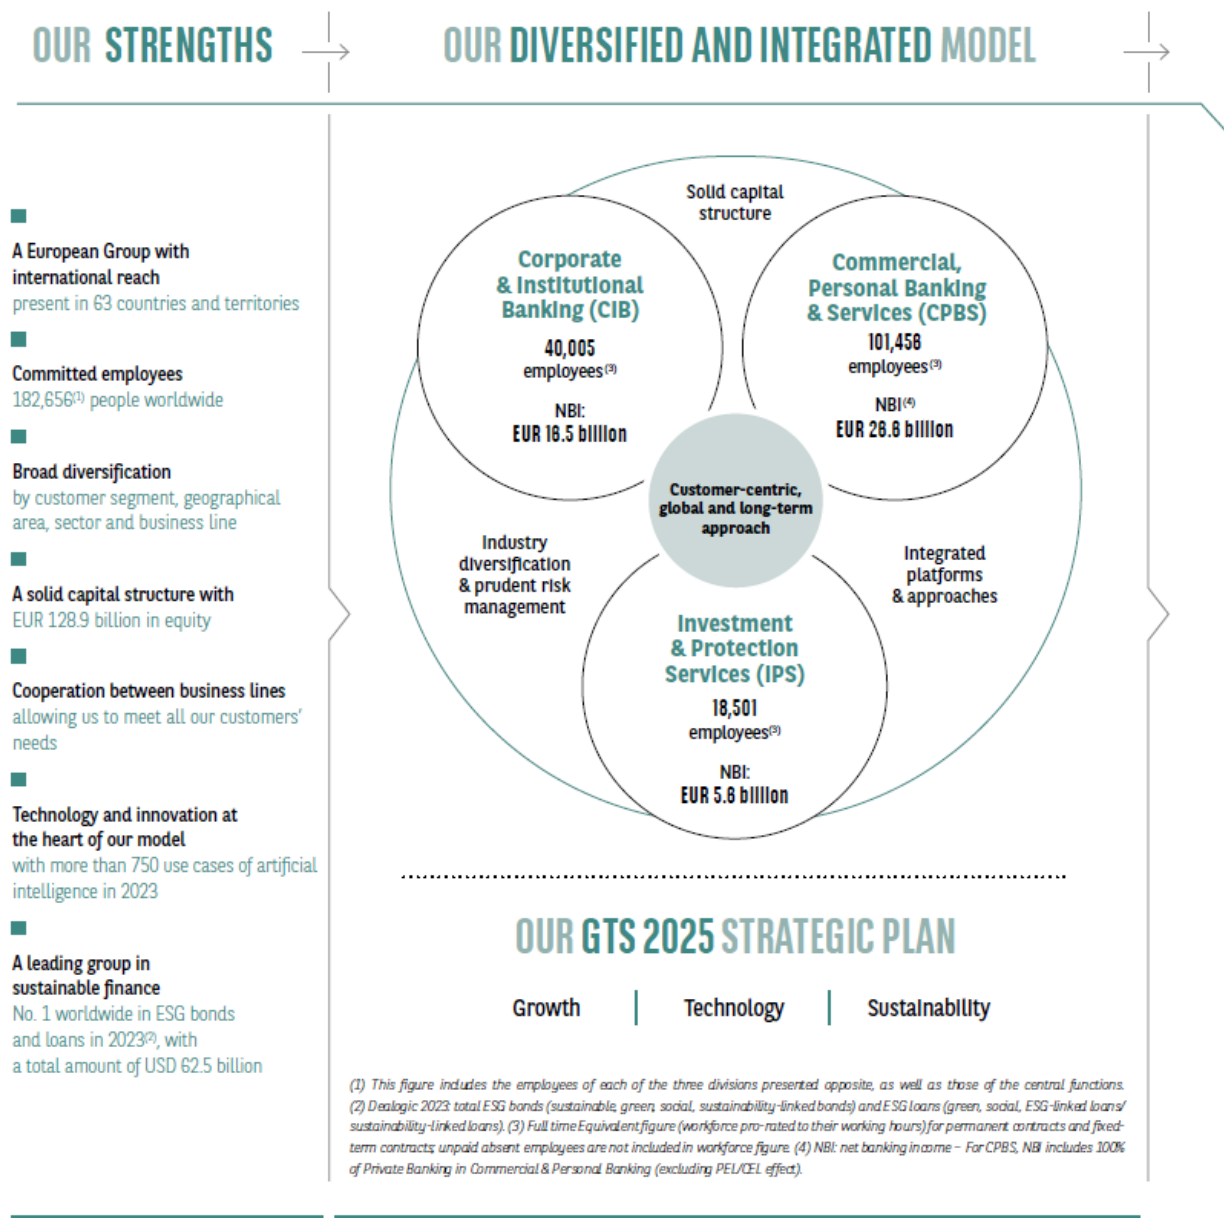 OUR STRENGTHS
OUR DIVERSIFIED AND INTEGRATED MODEL
A European Group with
international reach
present in 63 countries and territories
Committed employees
182,656(1) people worldwide
Broad diversification
by customer segment, geographical
area, sector and business line
A solid capital structure with
EUR 128.9 billion in equity
Cooperation between business lines
allowing us to meet all our customers'
needs
Technology and innovation at
the heart of our model
with more than 750 use cases of artificial
intelligence in 2023
A leading group in
sustainable finance
No. 1 worldwide in ESG bonds
and loans in 2023(2), with
a total amount of USD 62.5 billion
Solid capital
structure
Corporate
& Institutional
Banking (CIB)
40,005
employees(3)
NBI:
EUR 16.5 billion
Commercial,
Personal Banking
& Services (CPBS)
101,456
employees(3)
NBI(4)
EUR 26.6 billion
Customer-centric,
global and long-term
approach
Industry
diversification
& prudent risk
management
Integrated
platforms
& approaches
Investment
& Protection
Services (IPS)
18,501
employees(3)
NBI:
EUR 5.6 billion
OUR GTS 2025 STRATEGIC PLAN
Growth
Technology
Sustainability
(1) This figure includes the employees of each of the three divisions presented opposite, as well as those of the central functions.
(2) Dealogic 2023: total ESG bonds (sustainable, green, social, sustainability-linked bonds) and ESG loans (green, social, ESG-linked loans/
sustainability-linked loans). (3) Full time Equivalent figure (workforce pro-rated to their working hours) for permanent contracts and fixed-
term contracts; unpaid absent employees are not included in workforce figure. (4) NBI: net banking income – For CPBS, NBI includes 100%
of Private Banking in Commercial & Personal Banking (excluding PEL/CEL effect).